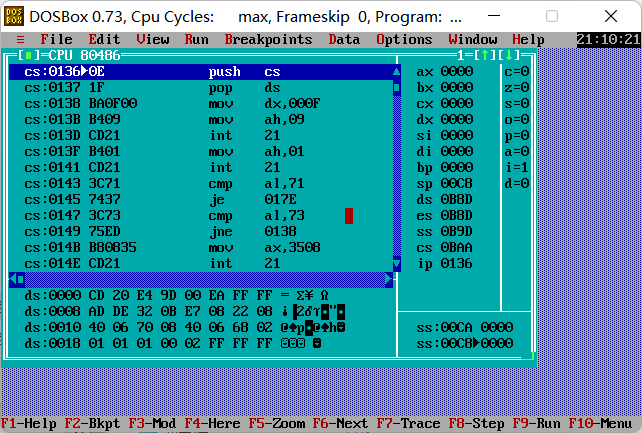 DOSBox 0.73, Cpu Cycles: max, Frameskip 0, Program: ...
≡ File Edit View Run Breakpoints Data Options Window Help 21:10:21
[■]-CPU 80486 1-[↑][↓]
cs:0136▶0E push cs ax 0000 c=0
cs:0137 1F pop ds bx 0000 z=0
cs:0138 BA0F00 mov dx,000F cx 0000 s=0
cs:013B B409 mov ah,09 dx 0000 o=0
cs:013D CD21 int 21 si 0000 p=0
cs:013F B401 mov ah,01 di 0000 a=0
cs:0141 CD21 int 21 bp 0000 i=1
cs:0143 3C71 cmp al,71 sp 00C8 d=0
cs:0145 7437 je 017E ds 0B8D
cs:0147 3C73 cmp al,73 es 0B8D
cs:0149 75ED jne 0138 ss 0B9D
cs:014B B80835 mov ax,3508 cs 0BAA
cs:014E CD21 int 21 ip 0136
ds:0000 CD 20 E4 9D 00 EA FF FF = Σ¥ Ω
ds:0008 AD DE 32 0B E7 08 22 08
ds:0010 40 06 70 08 40 06 68 02 @♠p◘@♠h☻
ds:0018 01 01 01 00 02 FF FF FF ☺☺☺ ☻
ss:00CA 0000
ss:00C8▶0000
F1-Help F2-Bkpt F3-Mod F4-Here F5-Zoom F6-Next F7-Trace F8-Step F9-Run F10-Menu